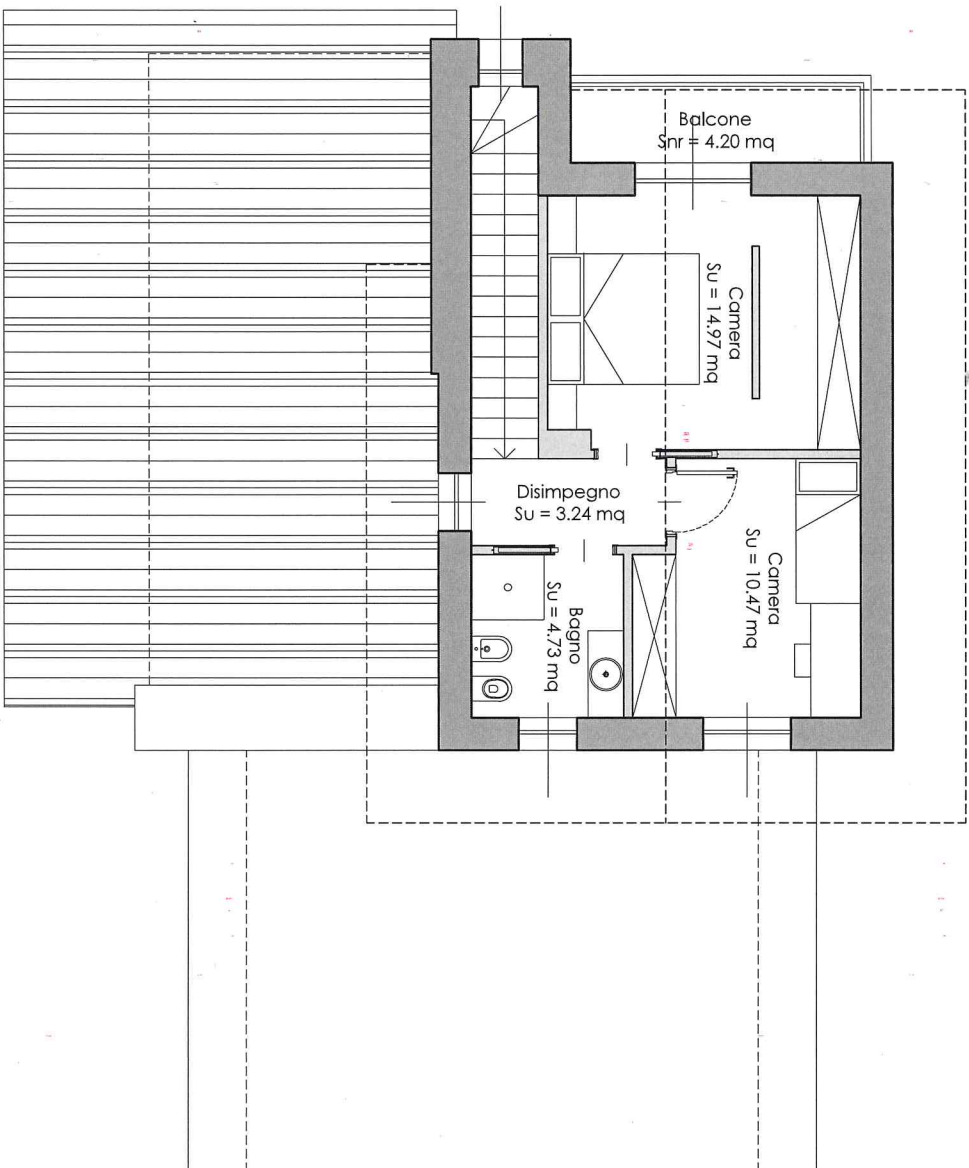 Balcone
Snr = 4.20 mq
Camera
Su = 14.97 mq
Disimpegno
Su = 3.24 mq
Camera
Su = 10.47 mq
Bagno
Su = 4.73 mq